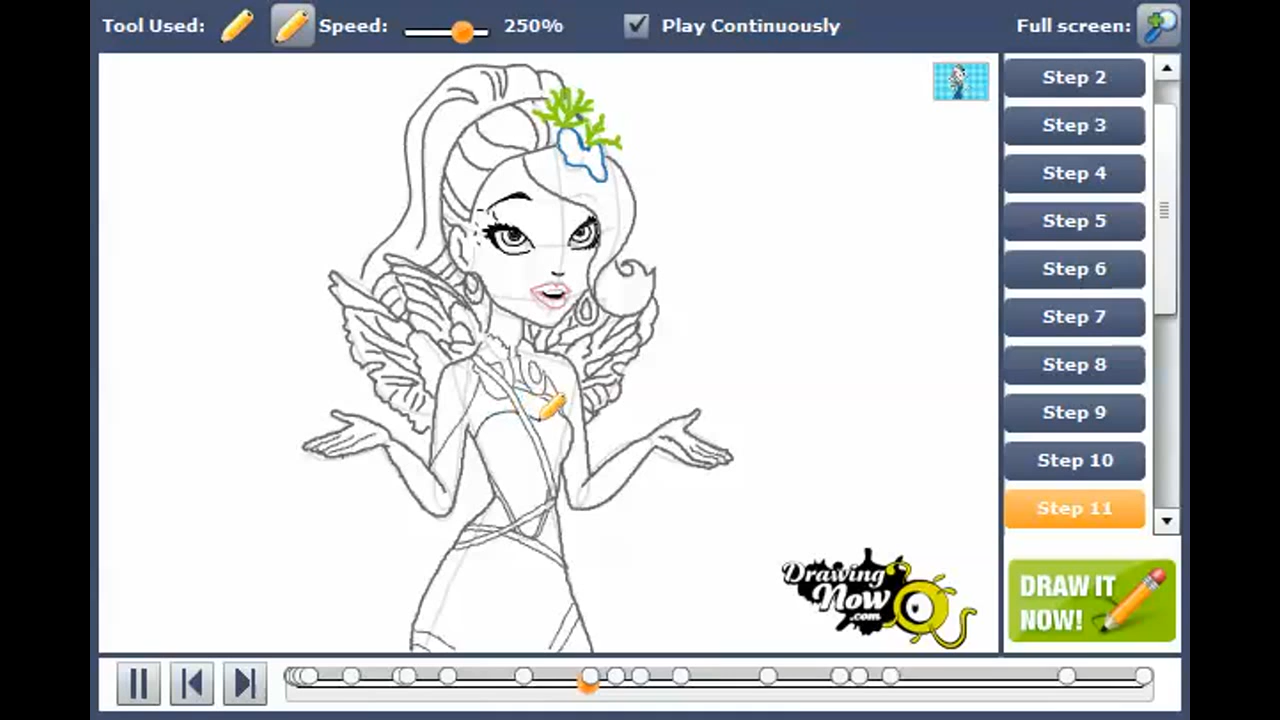 Tool Used: Speed: 250% Play Continuously Full screen:
Step 2
Step 3
Step 4
Step 5
Step 6
Step 7
Step 8
Step 9
Step 10
Step 11
DRAW IT
NOW!
Drawing
Now
.com